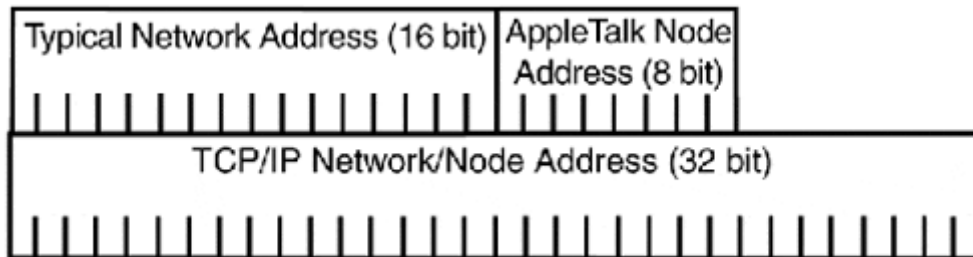 Typical Network Address (16 bit)
AppleTalk Node
Address (8 bit)
TCP/IP Network/Node Address (32 bit)